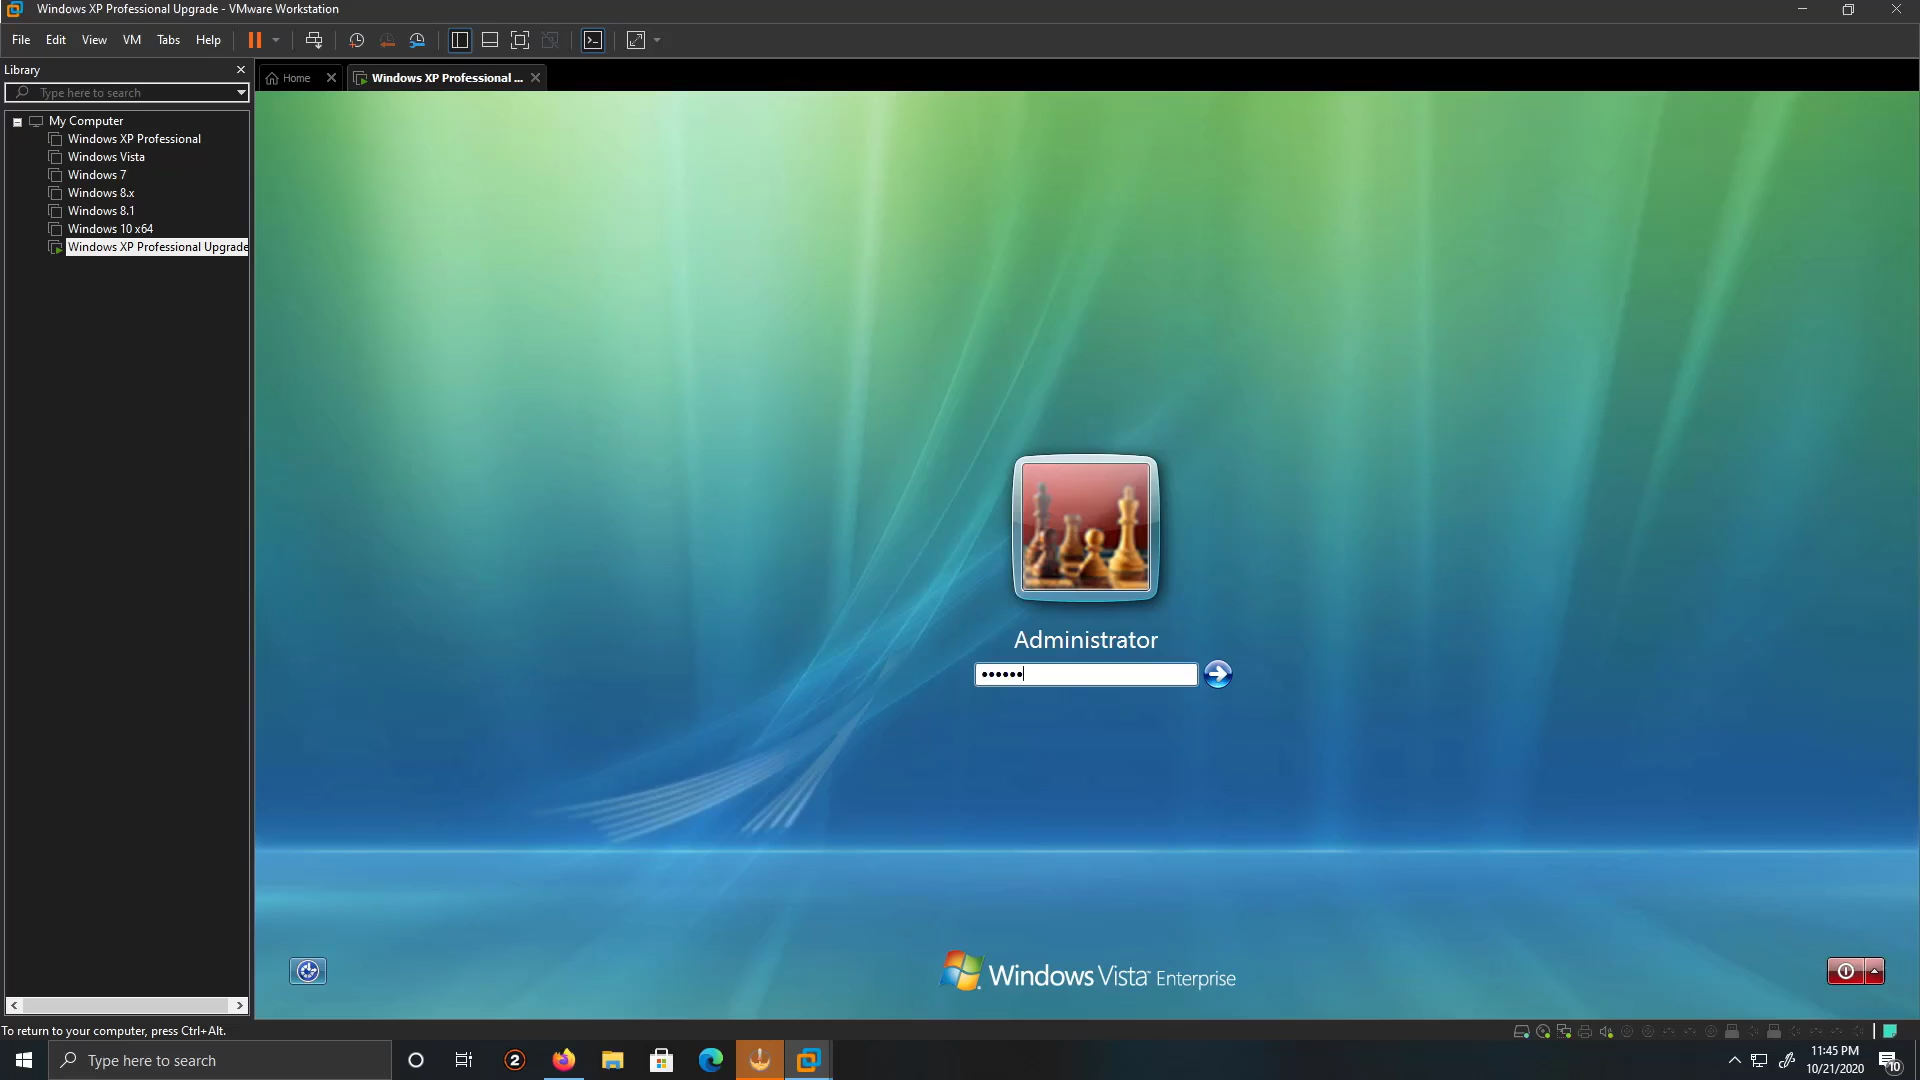 Windows XP Professional Upgrade - VMware Workstation
File Edit View VM Tabs Help
Library
Type here to search
Home
Windows XP Professional ...
My Computer
Windows XP Professional
Windows Vista
Windows 7
Windows 8.x
Windows 8.1
Windows 10 x64
Windows XP Professional Upgrade
Administrator
••••••
Windows Vista™ Enterprise
To return to your computer, press Ctrl+Alt.
Type here to search
2
11:45 PM
10/21/2020
10